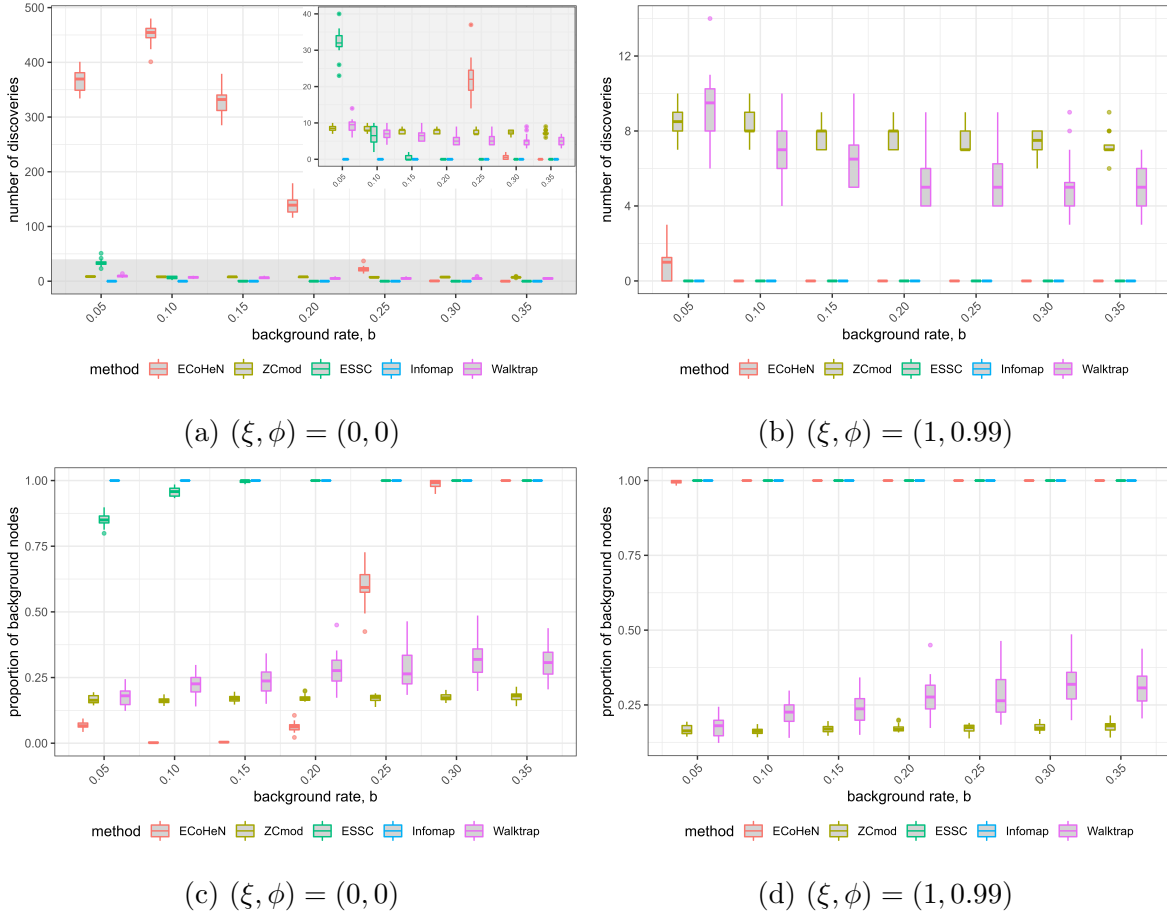 number of discoveries
500
400
300
200
100
0
40
30
20
10
0
0.05 0.10 0.15 0.20 0.25 0.30 0.35
0.05 0.10 0.15 0.20 0.25 0.30 0.35
background rate, b
method ECoHeN ZCmod ESSC Infomap Walktrap
(a) (ξ, ϕ) = (0, 0)
number of discoveries
12
8
4
0
0.05 0.10 0.15 0.20 0.25 0.30 0.35
background rate, b
method ECoHeN ZCmod ESSC Infomap Walktrap
(b) (ξ, ϕ) = (1, 0.99)
proportion of background nodes
1.00
0.75
0.50
0.25
0.00
0.05 0.10 0.15 0.20 0.25 0.30 0.35
background rate, b
method ECoHeN ZCmod ESSC Infomap Walktrap
(c) (ξ, ϕ) = (0, 0)
proportion of background nodes
1.00
0.75
0.50
0.25
0.05 0.10 0.15 0.20 0.25 0.30 0.35
background rate, b
method ECoHeN ZCmod ESSC Infomap Walktrap
(d) (ξ, ϕ) = (1, 0.99)